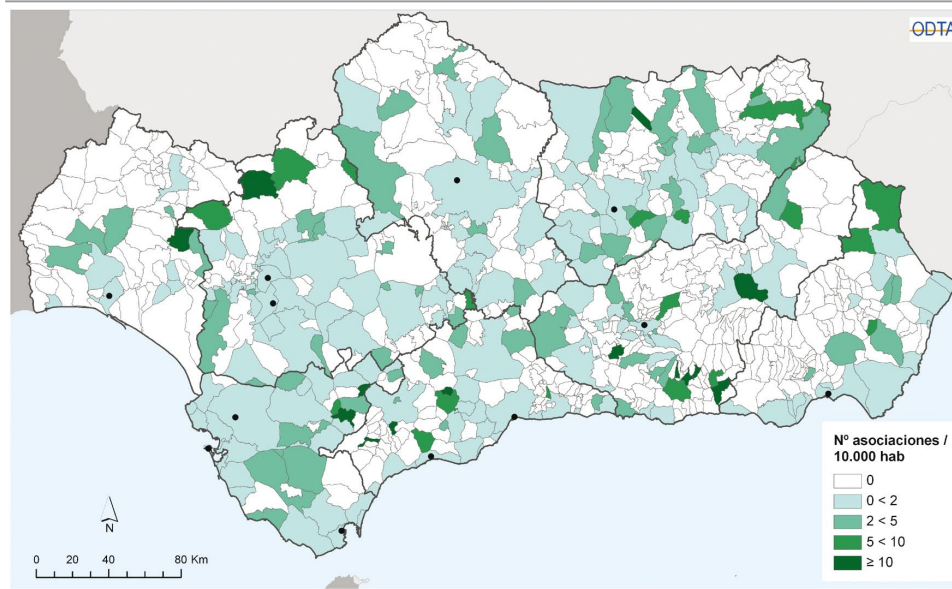 ODTA
Nº asociaciones /
10.000 hab
0
0 < 2
2 < 5
5 < 10
≥ 10
N
0 20 40 80 Km